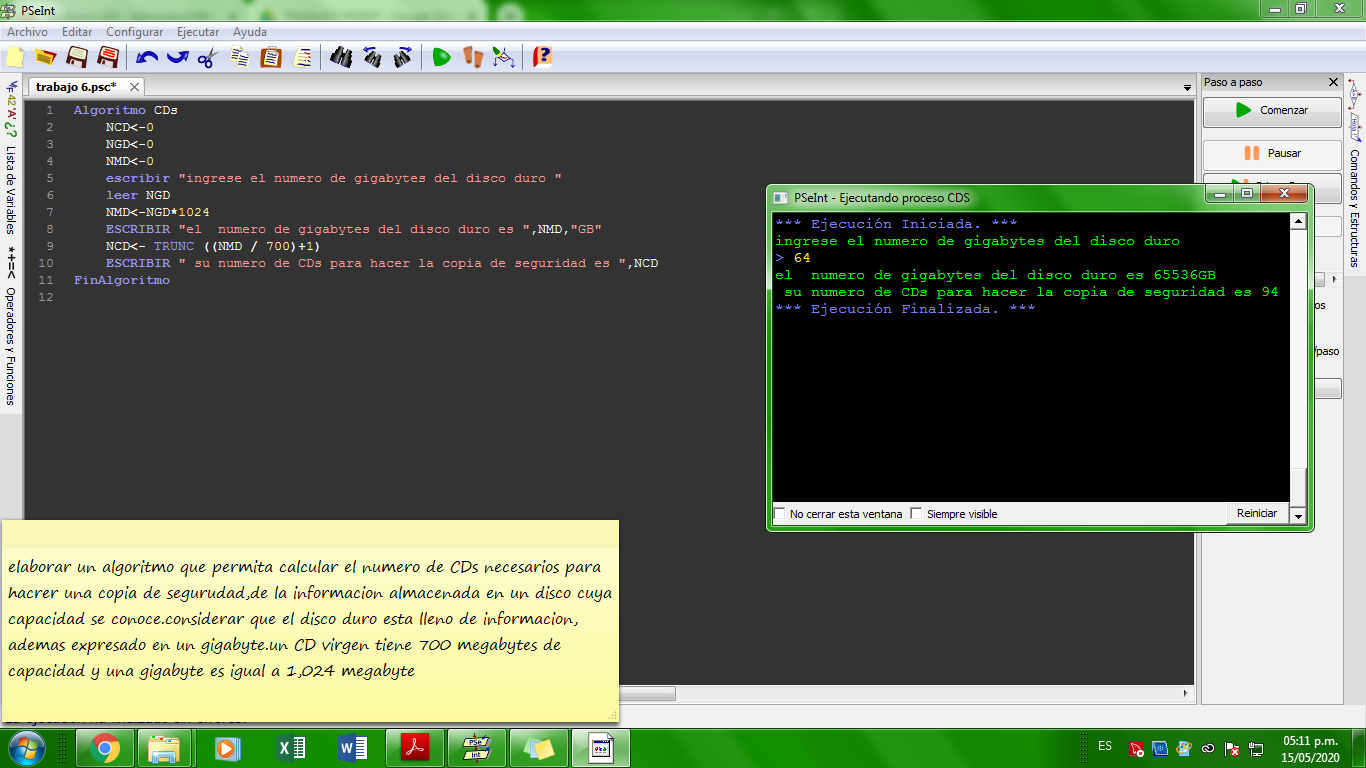 PSeInt
Archivo Editar Configurar Ejecutar Ayuda
trabajo 6.psc*
Paso a paso
Comenzar
Pausar
os
/paso
Lista de Variables
*+=< Operadores y Funciones
Comandos y Estructuras
1 Algoritmo CDs
2 NCD<-0
3 NGD<-0
4 NMD<-0
5 escribir "ingrese el numero de gigabytes del disco duro "
6 leer NGD
7 NMD<-NGD*1024
8 ESCRIBIR "el  numero de gigabytes del disco duro es ",NMD,"GB"
9 NCD<- TRUNC ((NMD / 700)+1)
10 ESCRIBIR " su numero de CDs para hacer la copia de seguridad es ",NCD
11 FinAlgoritmo
12
PSeInt - Ejecutando proceso CDS
*** Ejecución Iniciada. ***
ingrese el numero de gigabytes del disco duro
> 64
el  numero de gigabytes del disco duro es 65536GB
 su numero de CDs para hacer la copia de seguridad es 94
*** Ejecución Finalizada. ***
No cerrar esta ventana Siempre visible Reiniciar
elaborar un algoritmo que permita calcular el numero de CDs necesarios para
hacrer una copia de segurudad,de la informacion almacenada en un disco cuya
capacidad se conoce.considerar que el disco duro esta lleno de informacion,
ademas expresado en un gigabyte.un CD virgen tiene 700 megabytes de
capacidad y una gigabyte es igual a 1,024 megabyte
ES
05:11 p.m.
15/05/2020